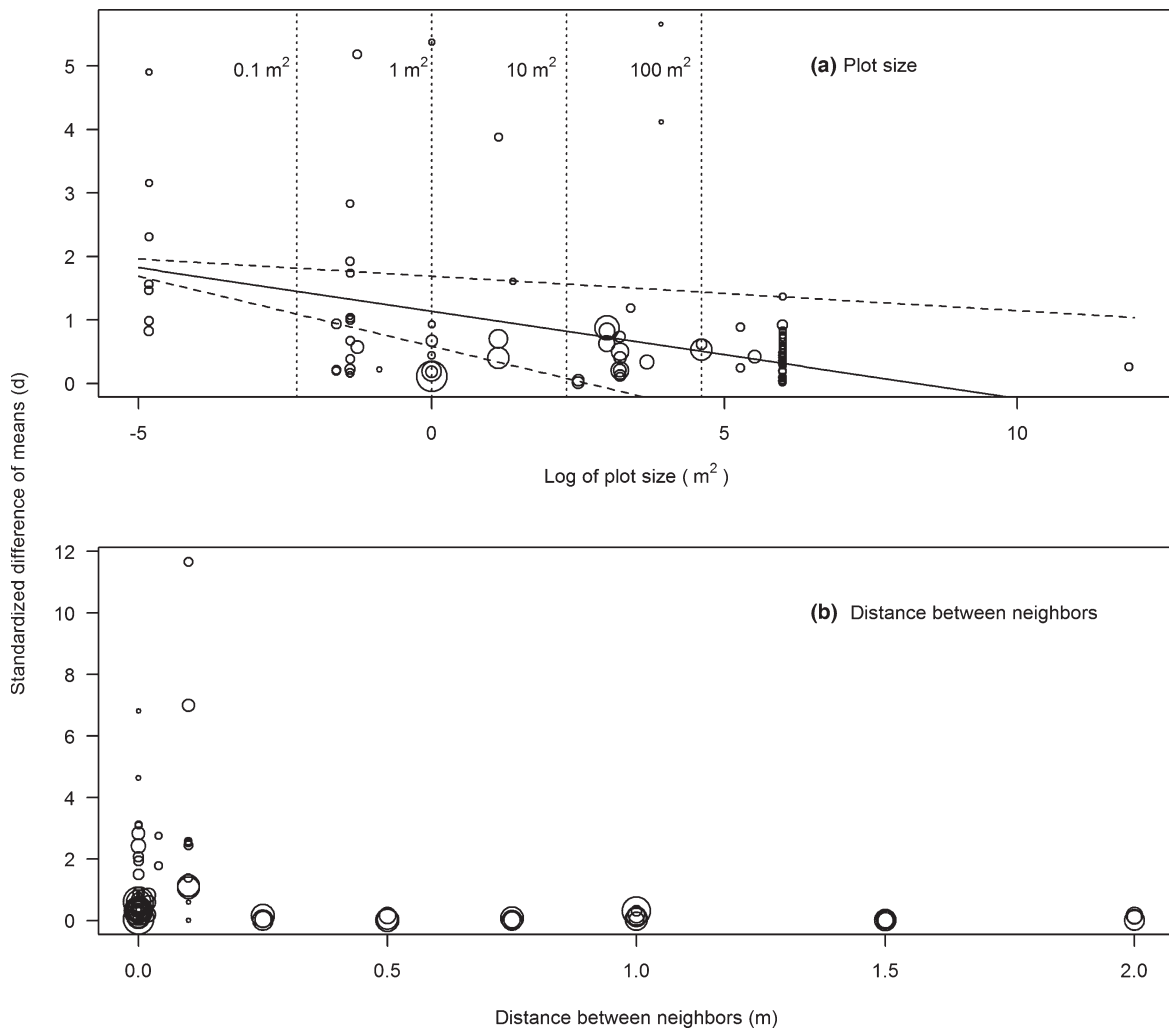 (a) Plot size
0.1 m²
1 m²
10 m²
100 m²
5
4
3
2
1
0
-5
0
5
10
Log of plot size ( m² )
Standardized difference of means (d)
(b) Distance between neighbors
12
10
8
6
4
2
0
0.0
0.5
1.0
1.5
2.0
Distance between neighbors (m)